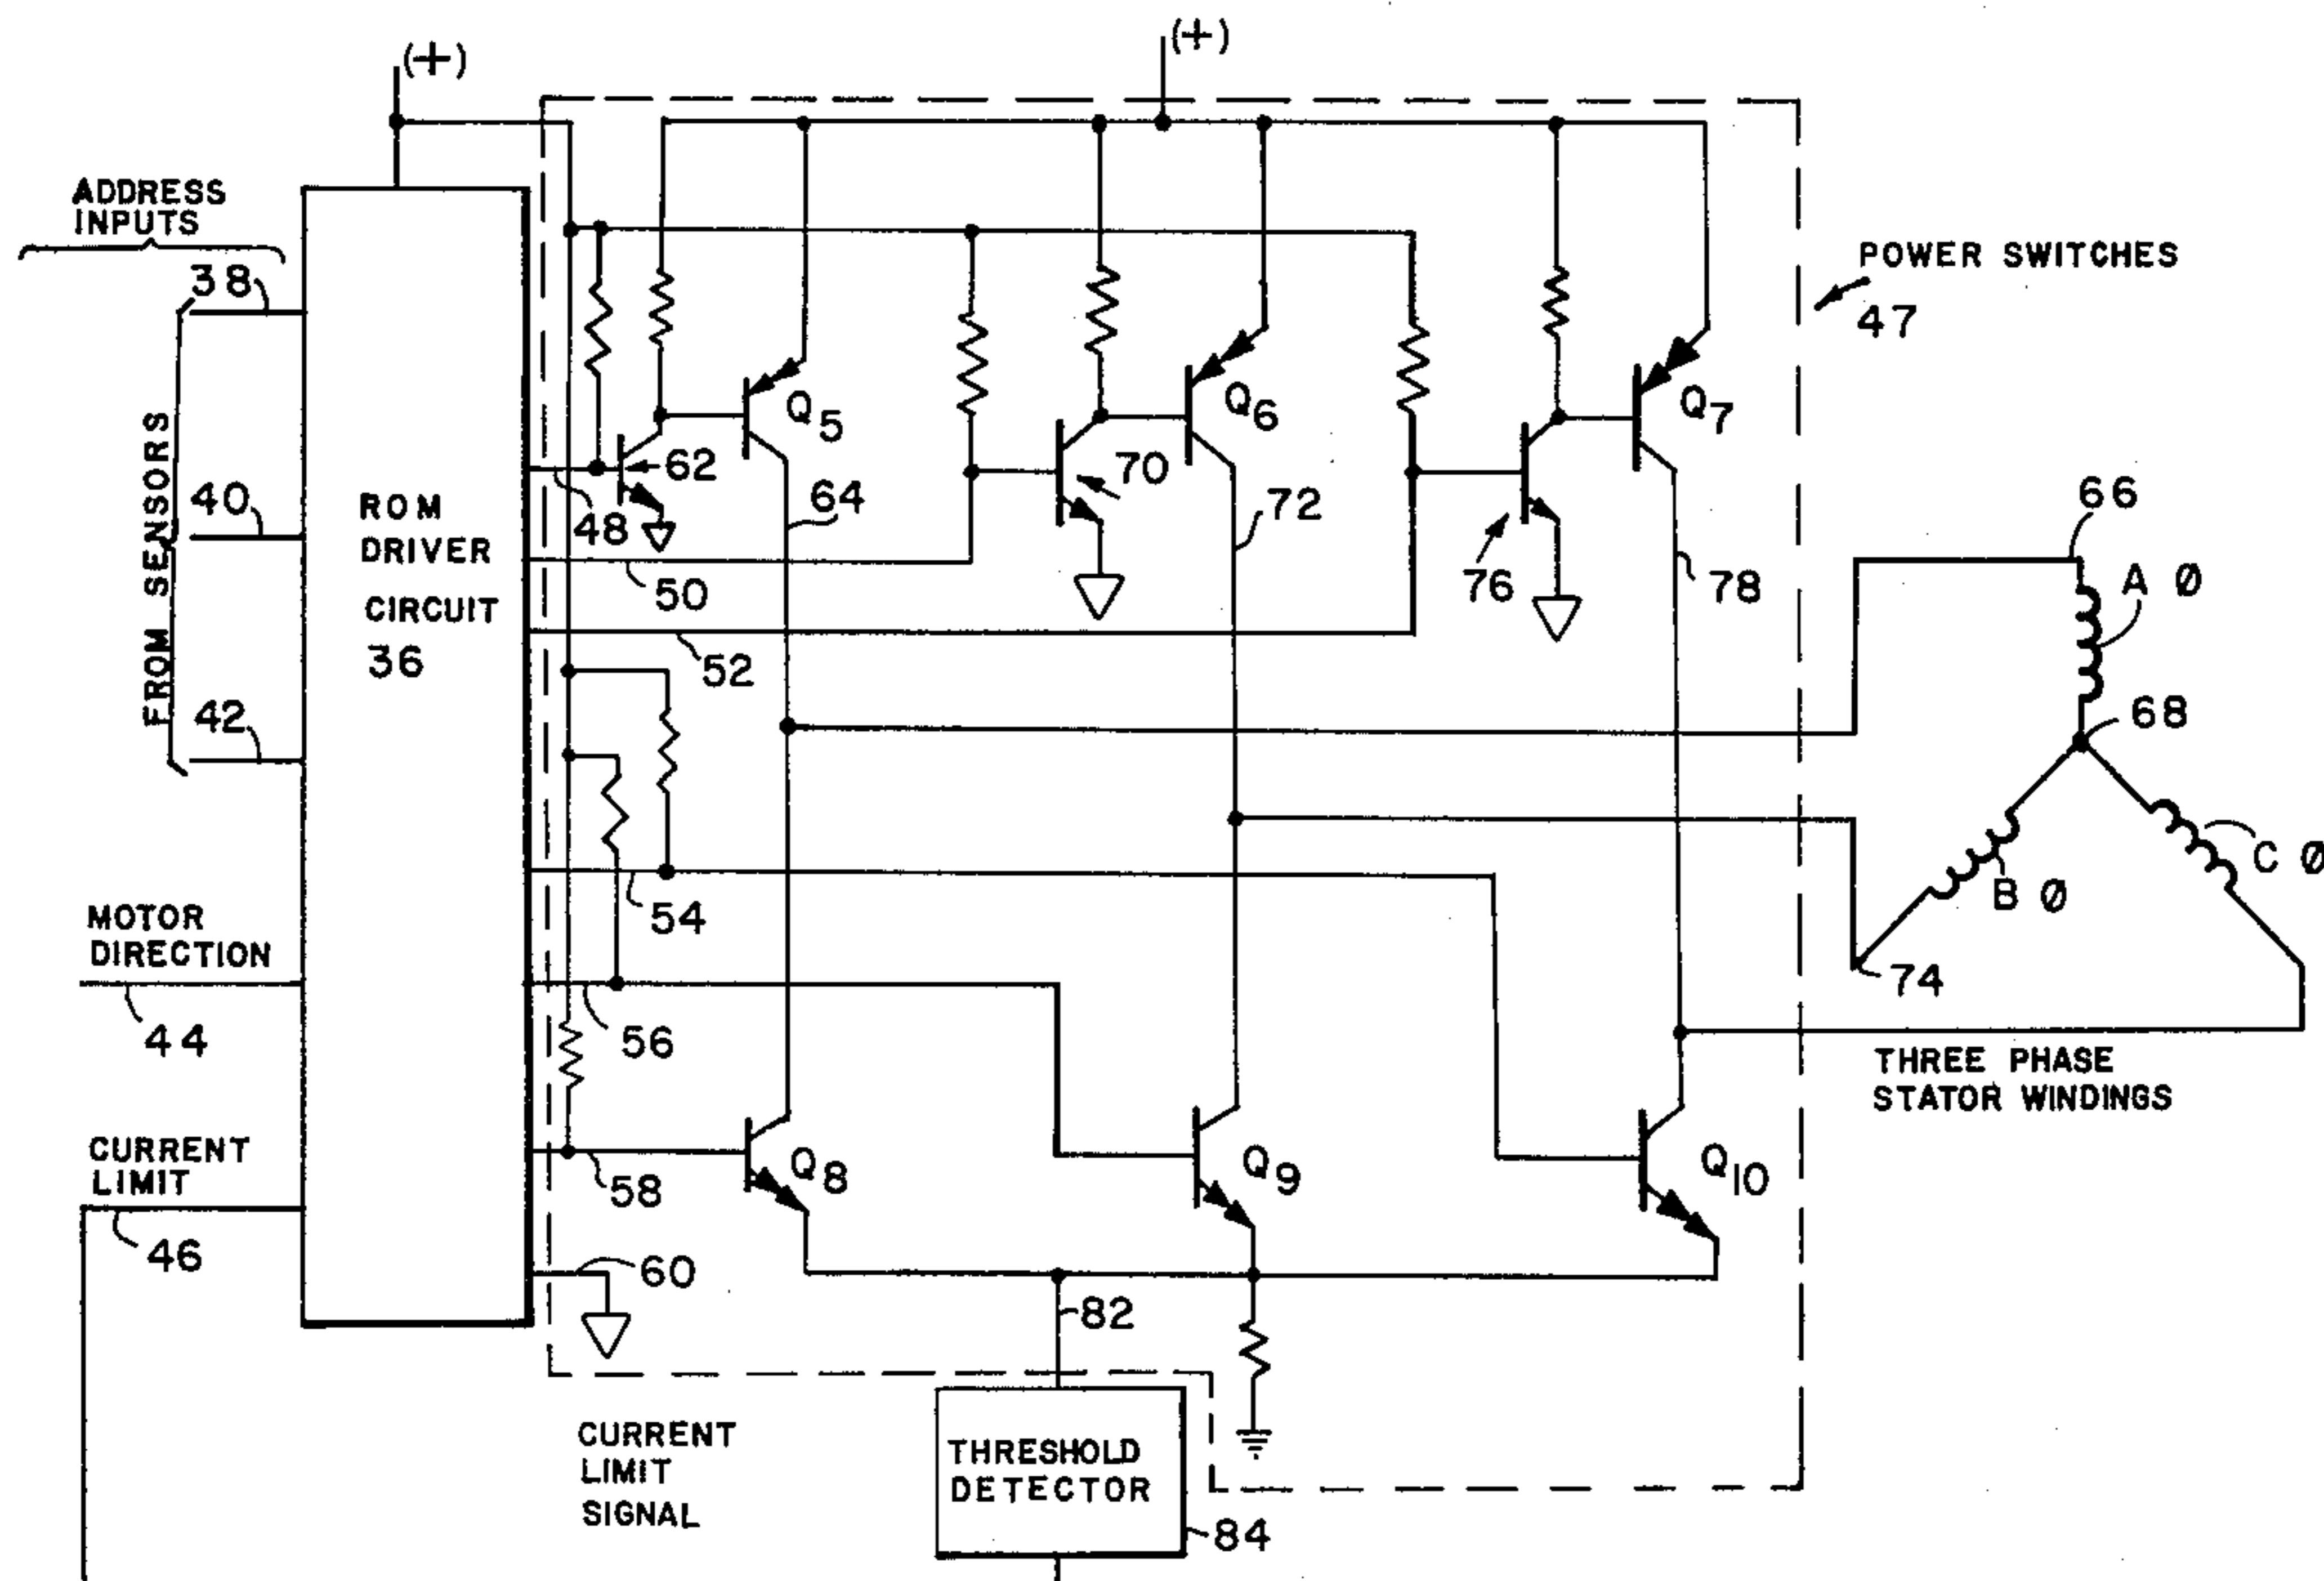 (+)
(+)
ADDRESS
INPUTS
38
40
42
FROM SENSORS
ROM
DRIVER
CIRCUIT
36
MOTOR
DIRECTION
44
CURRENT
LIMIT
46
48
50
52
54
56
58
60
62
64
Q5
70
Q6
72
76
Q7
78
POWER SWITCHES
47
66
A Ø
68
B Ø
C Ø
74
THREE PHASE
STATOR WINDINGS
Q8
Q9
Q10
82
CURRENT
LIMIT
SIGNAL
THRESHOLD
DETECTOR
84